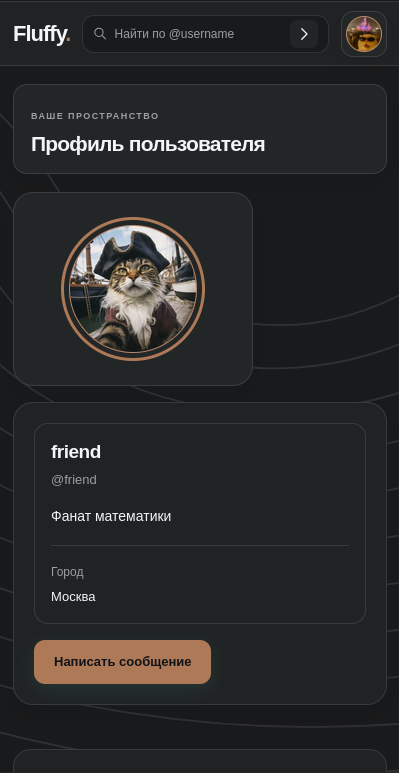 Fluffy.
Найти по @username
ВАШЕ ПРОСТРАНСТВО
Профиль пользователя
friend
@friend
Фанат математики
Город
Москва
Написать сообщение